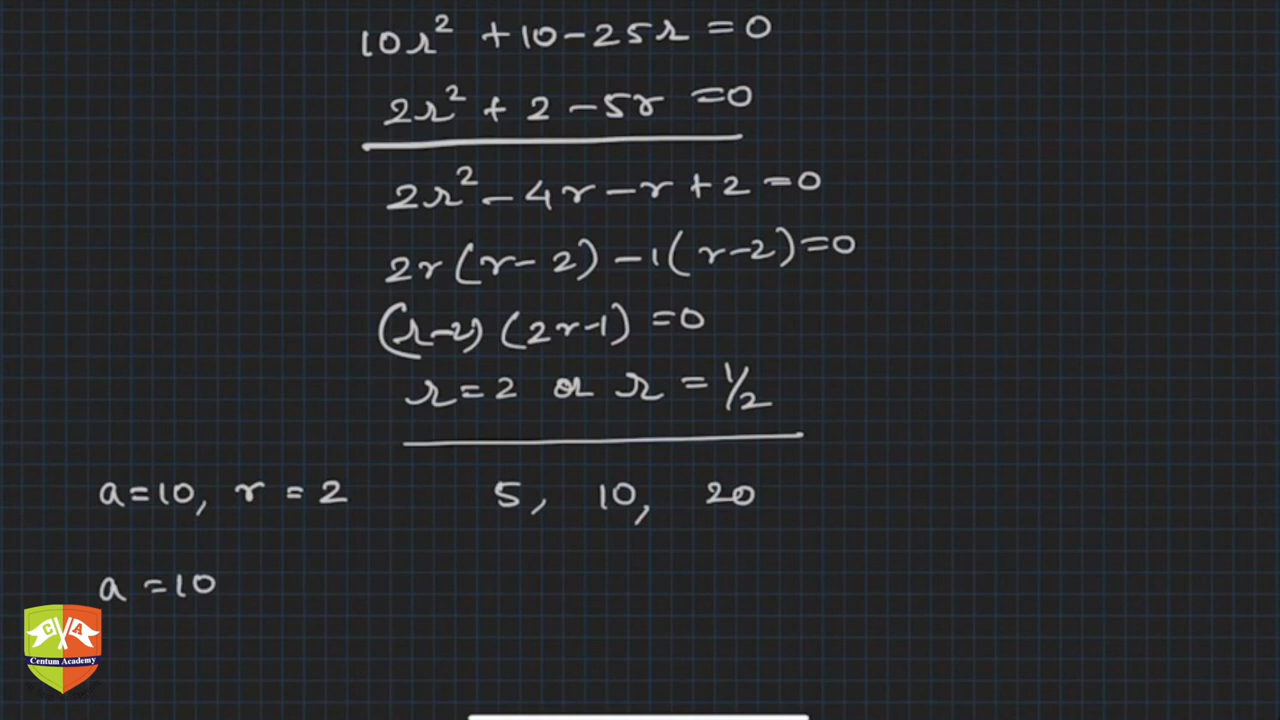 10r² + 10 - 25r = 0
2r² + 2 - 5r = 0
2r² - 4r - r + 2 = 0
2r(r - 2) - 1(r - 2) = 0
(r - 2)(2r - 1) = 0
r = 2 or r = 1/2
a = 10, r = 2 5, 10, 20
a = 10
C A
Centum Academy